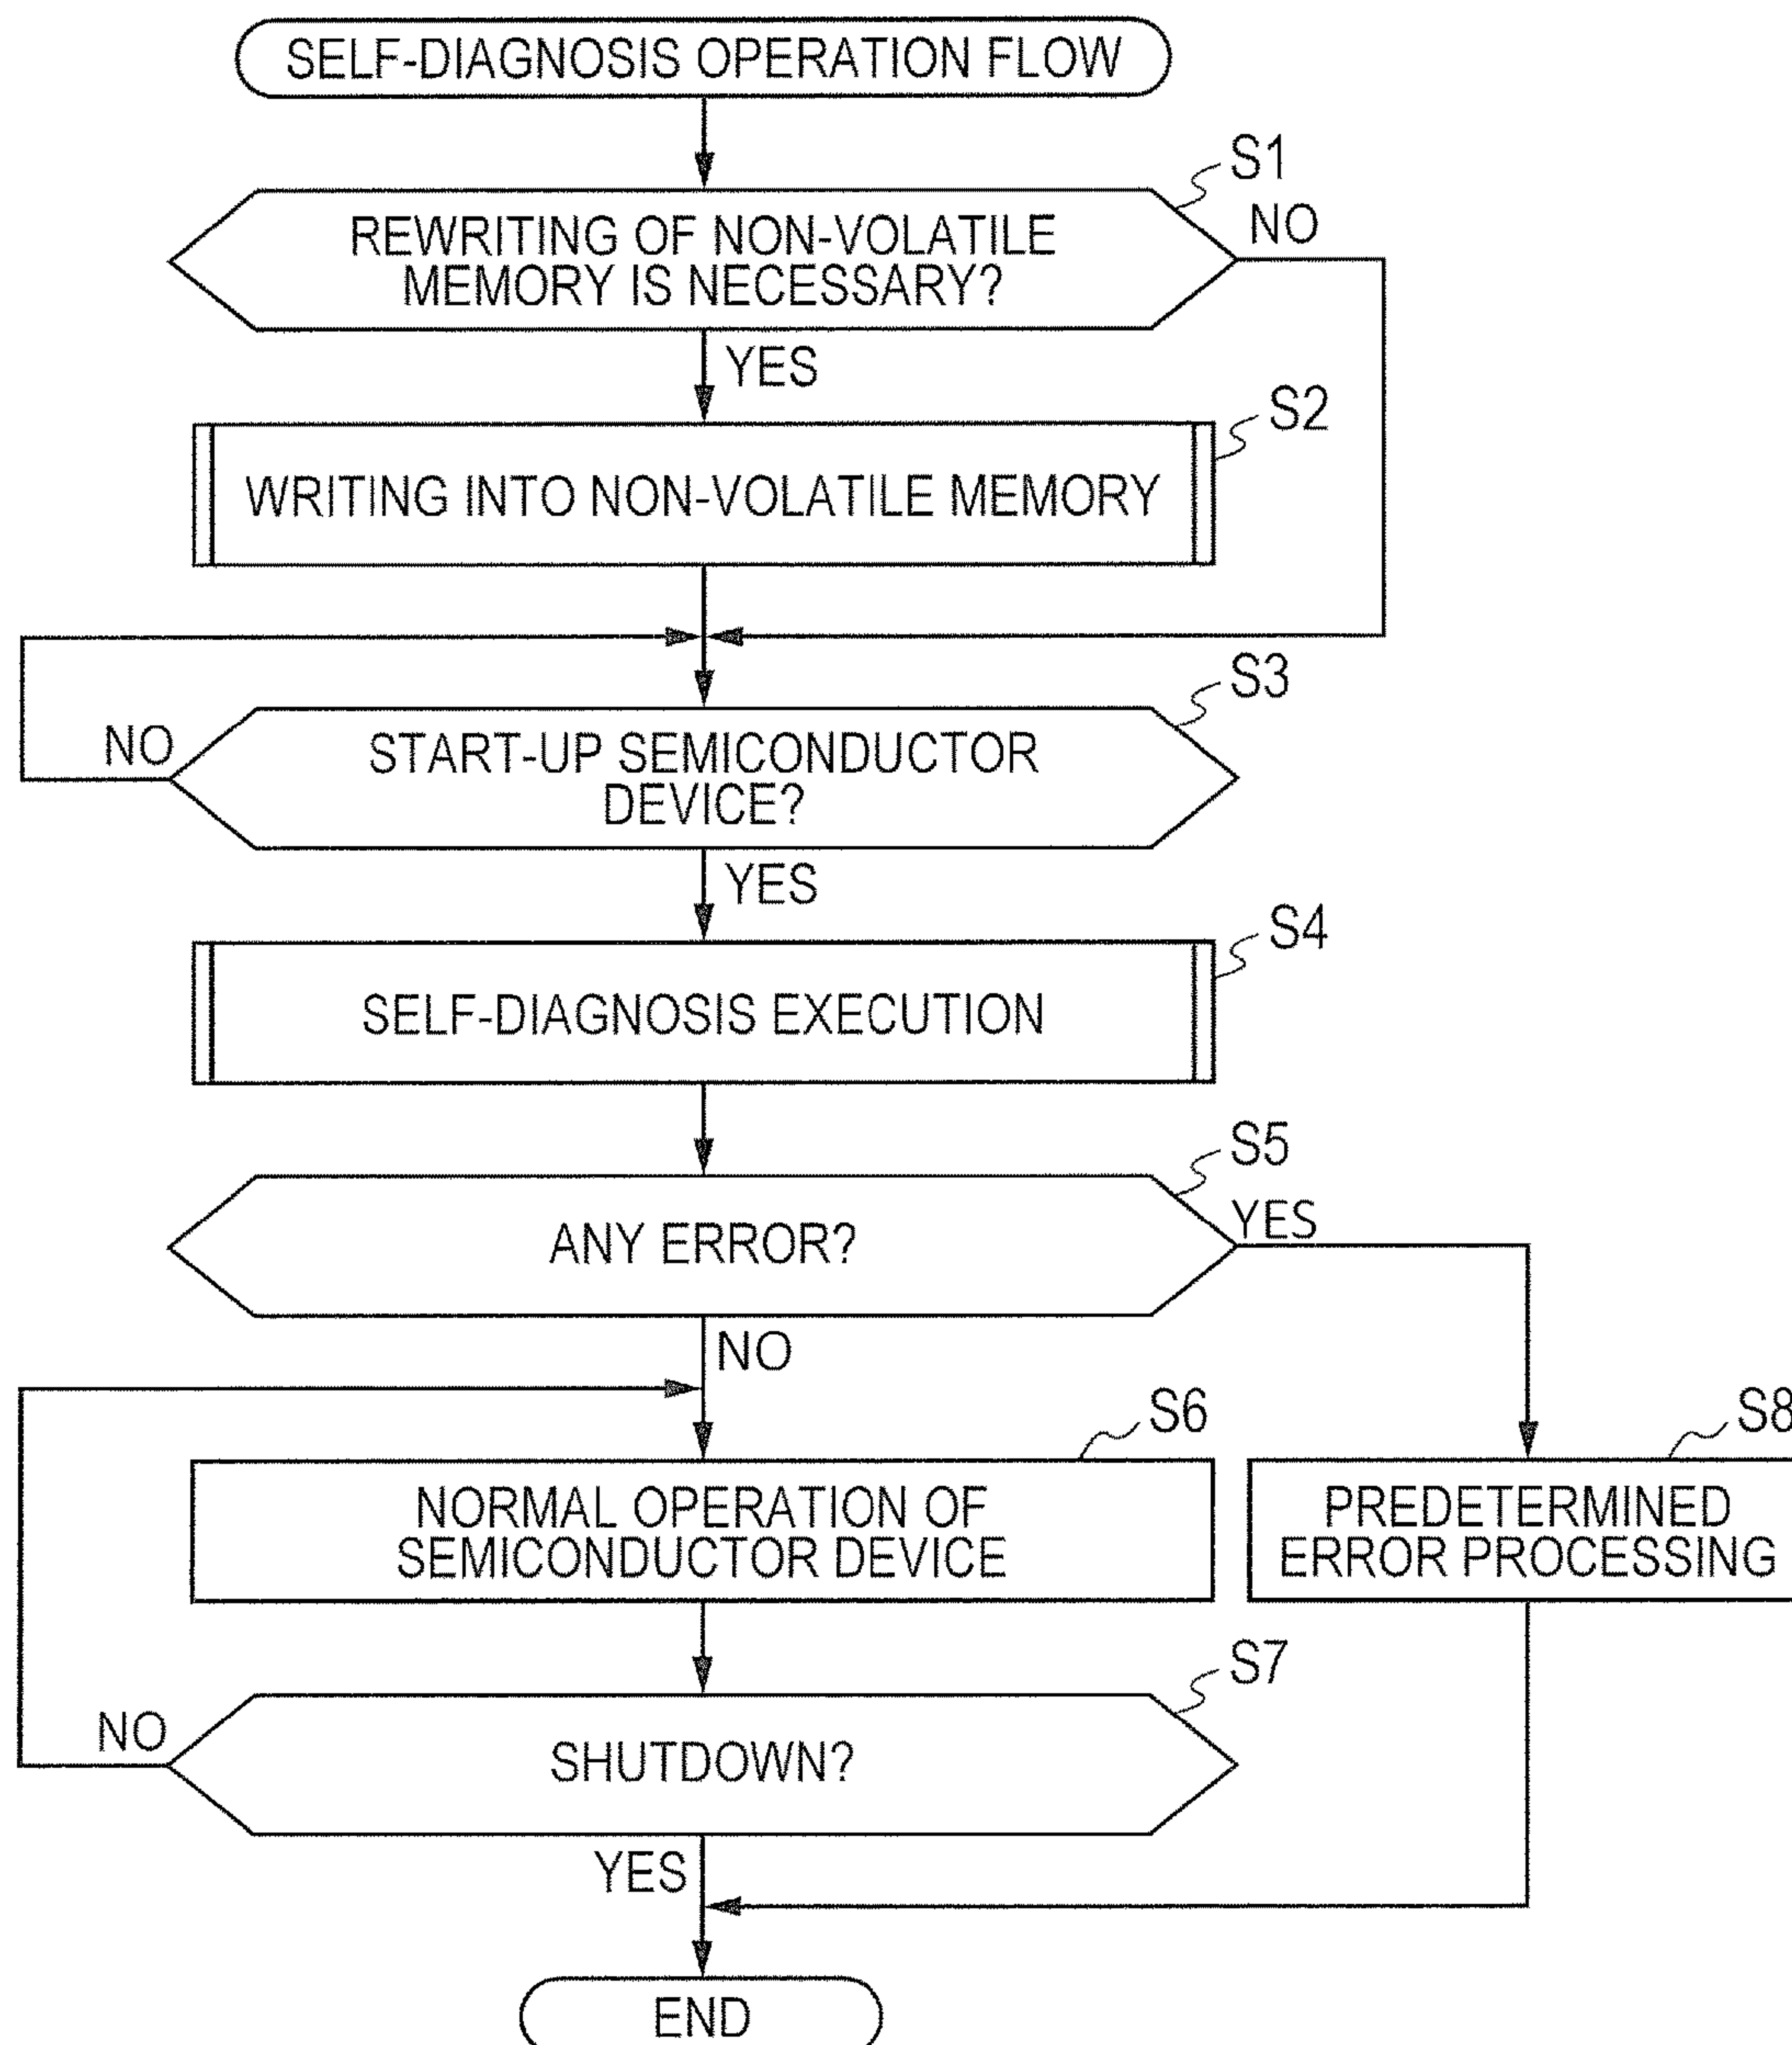 SELF-DIAGNOSIS OPERATION FLOW
S1
REWRITING OF NON-VOLATILE
MEMORY IS NECESSARY?
NO
YES
S2
WRITING INTO NON-VOLATILE MEMORY
S3
START-UP SEMICONDUCTOR
DEVICE?
NO
YES
S4
SELF-DIAGNOSIS EXECUTION
S5
ANY ERROR?
YES
NO
S6
NORMAL OPERATION OF
SEMICONDUCTOR DEVICE
S8
PREDETERMINED
ERROR PROCESSING
S7
SHUTDOWN?
NO
YES
END